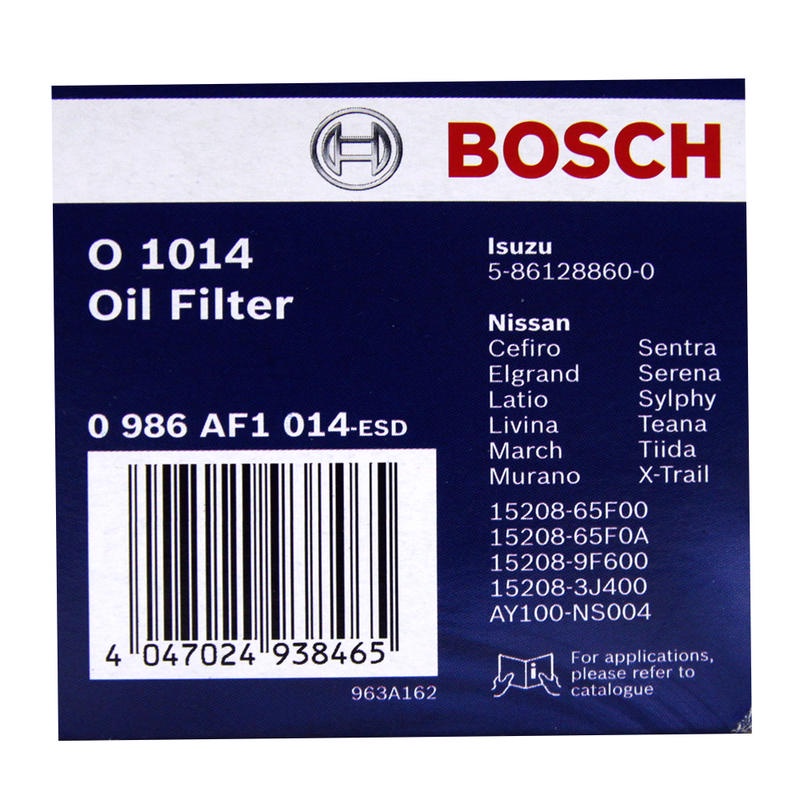 BOSCH
O 1014
Oil Filter
0 986 AF1 014-ESD
4 047024 938465
963A162
Isuzu
5-86128860-0
Nissan
Cefiro Sentra
Elgrand Serena
Latio Sylphy
Livina Teana
March Tiida
Murano X-Trail
15208-65F00
15208-65F0A
15208-9F600
15208-3J400
AY100-NS004
For applications,
please refer to
catalogue